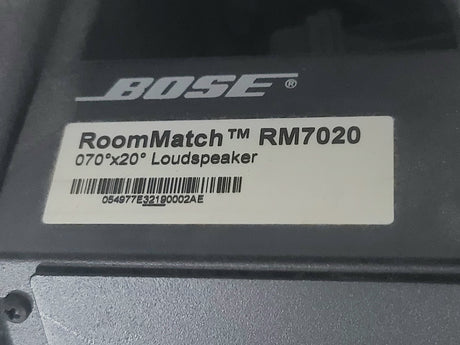 BOSE®
RoomMatch™ RM7020
070°x20° Loudspeaker
054977E32190002AE